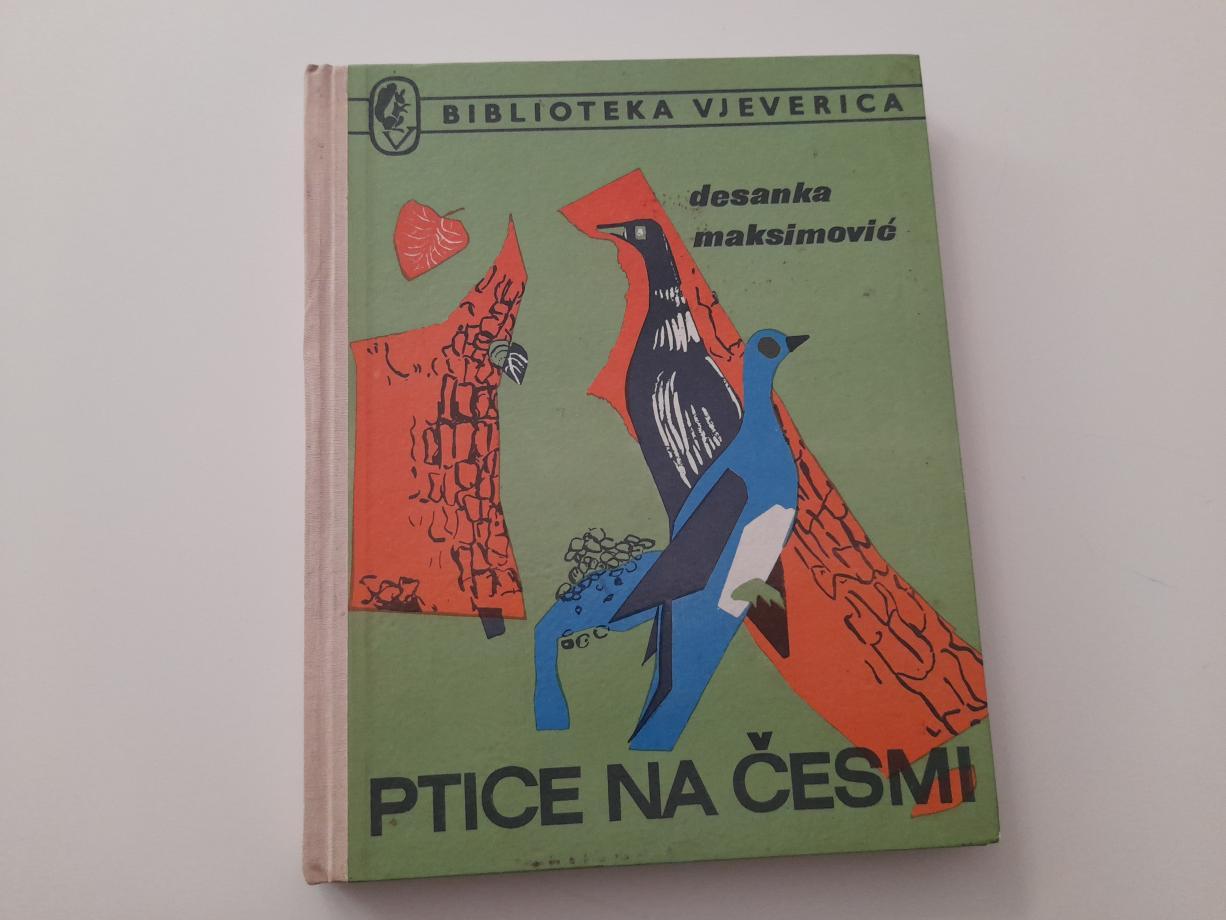 BIBLIOTEKA VJEVERICA
desanka
maksimović
PTICE NA ČESMI